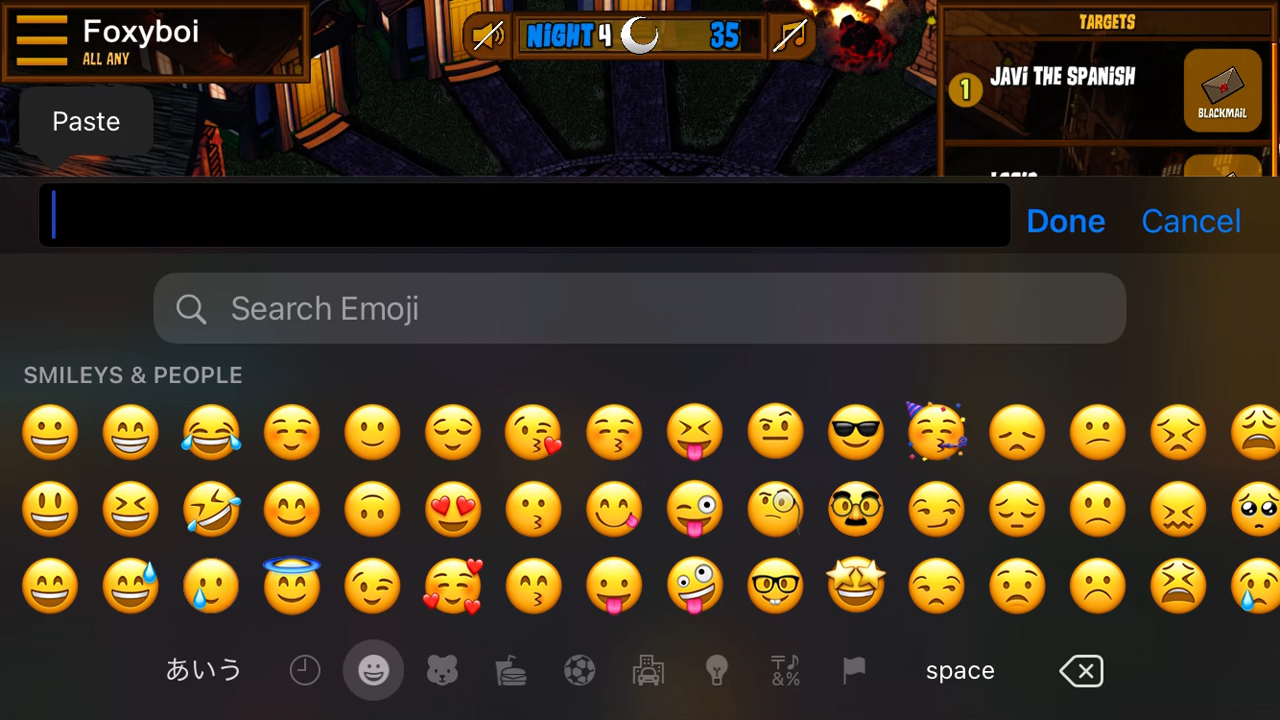 Foxyboi
ALL ANY
NIGHT 4
35
TARGETS
1
JAVI THE SPANISH
BLACKMAIL
Paste
Done
Cancel
Search Emoji
SMILEYS & PEOPLE
あいう
space